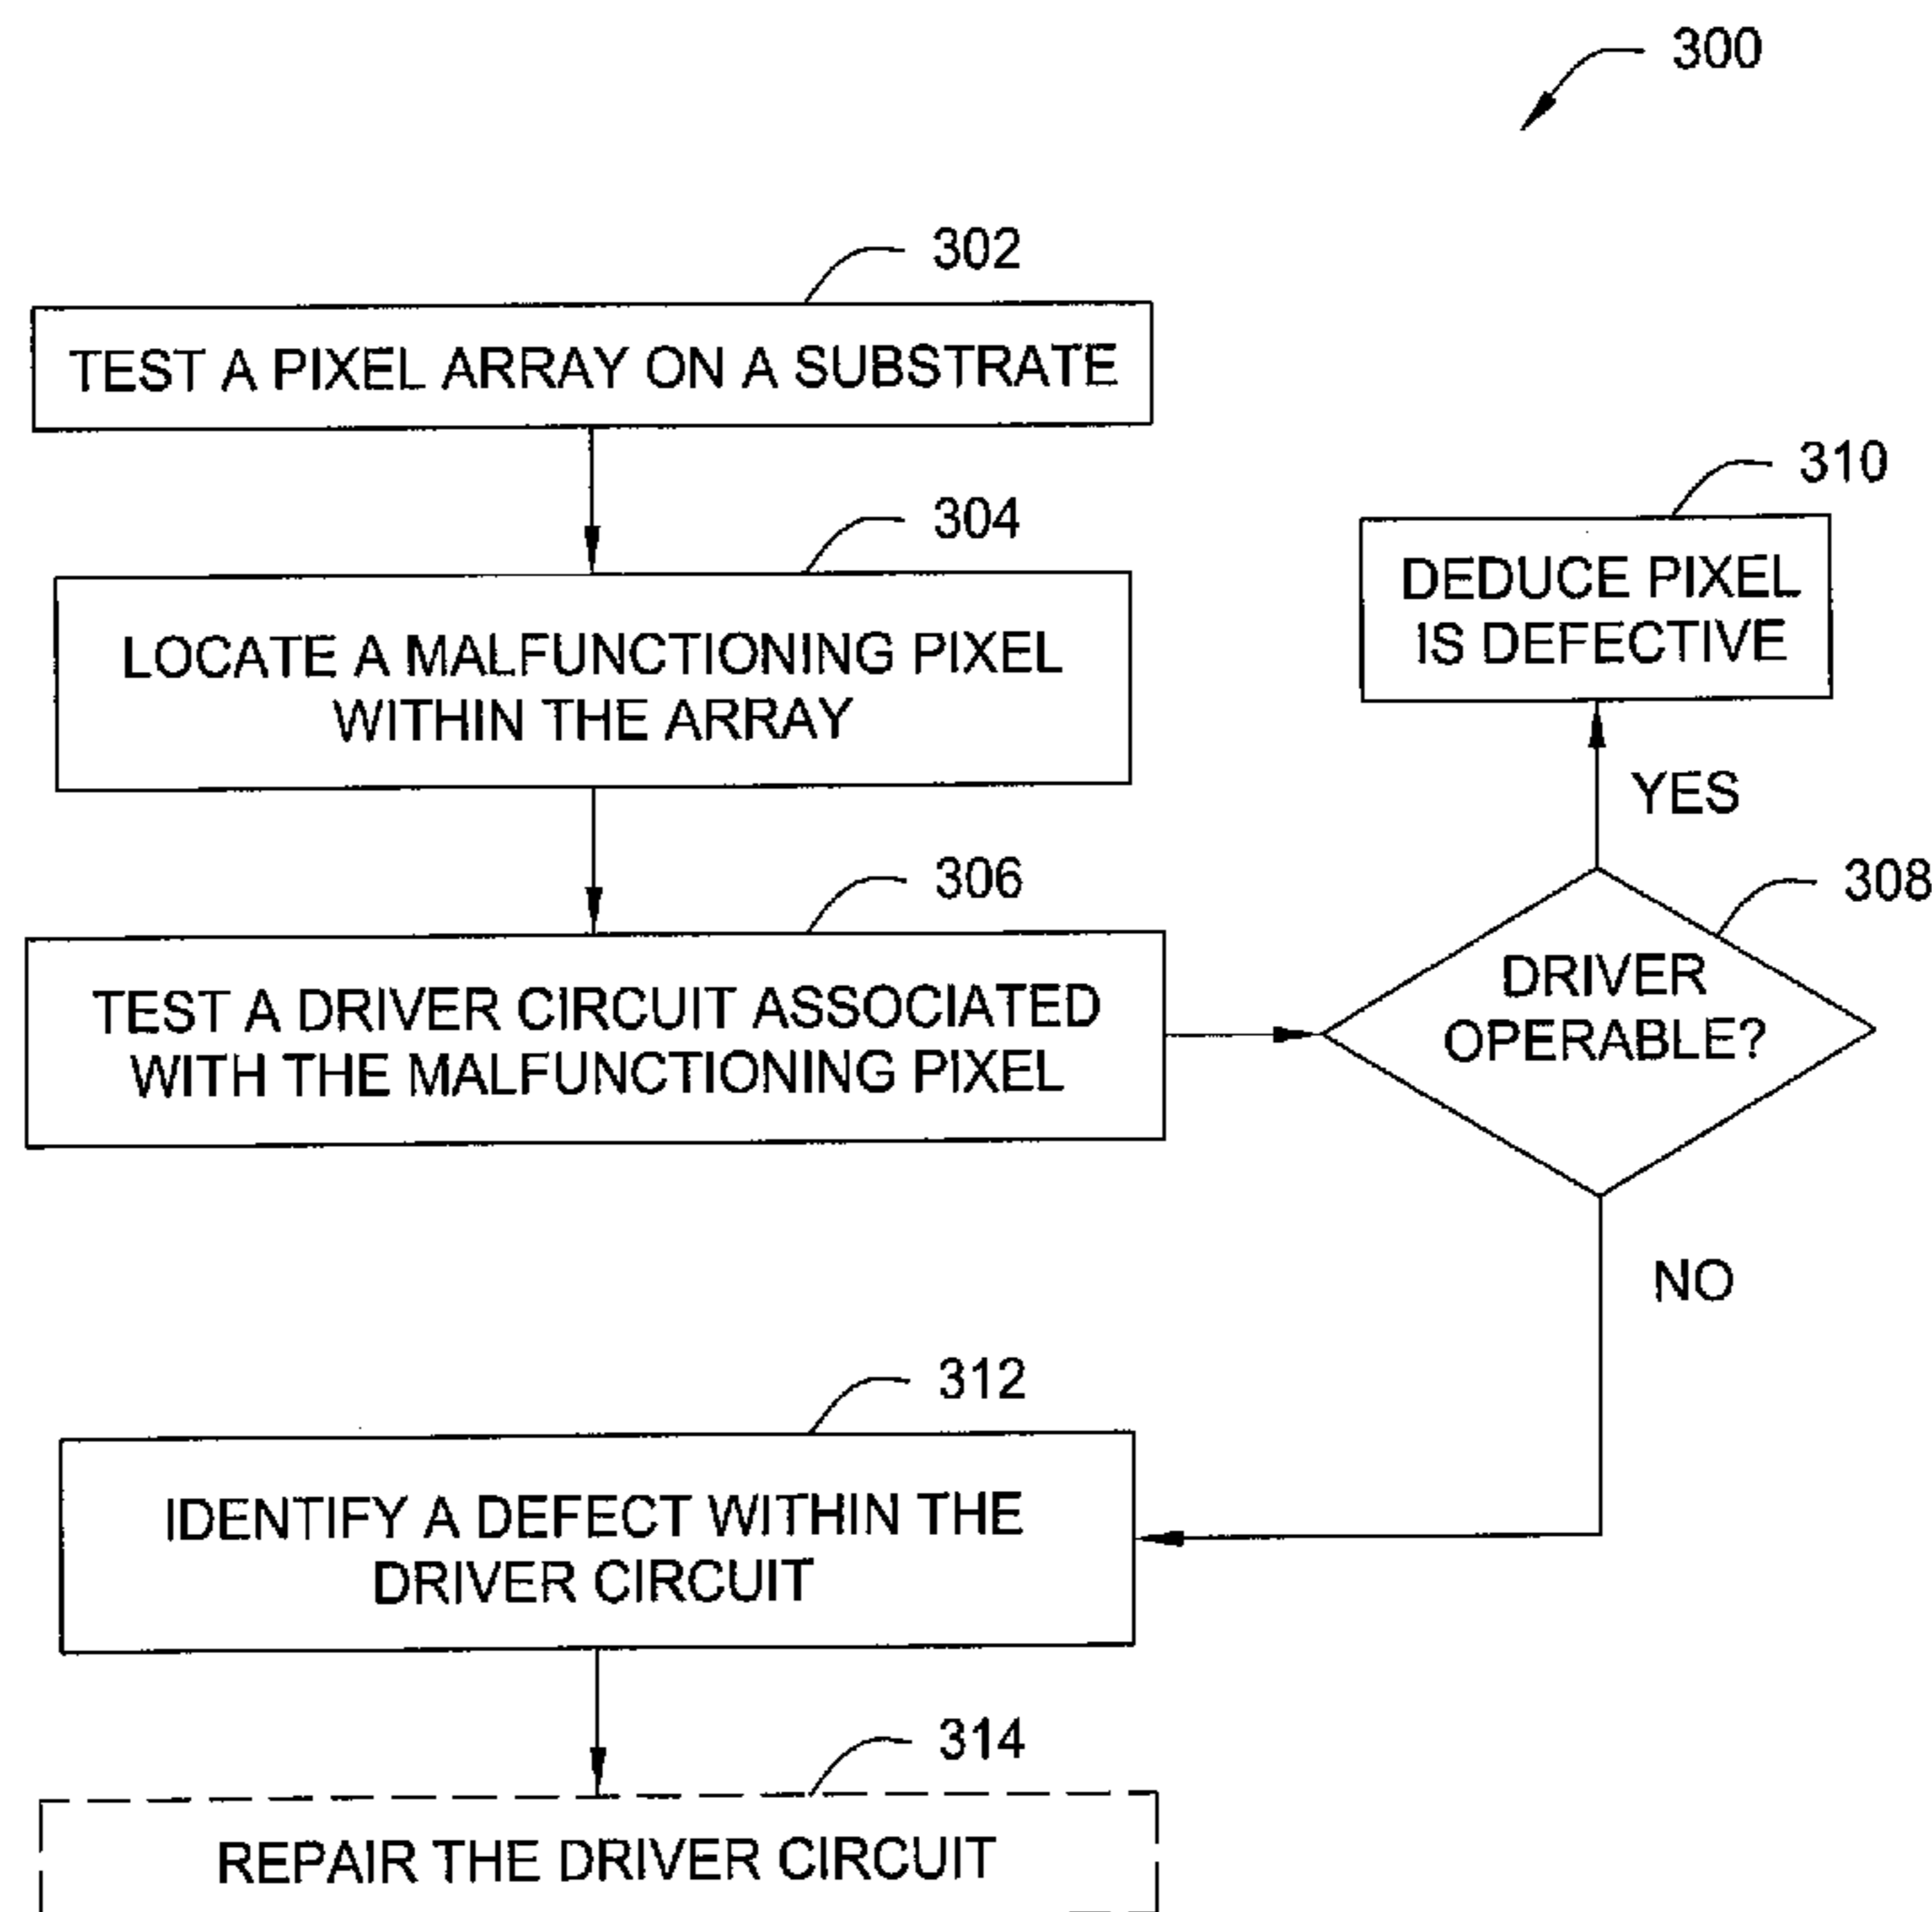 300
302
TEST A PIXEL ARRAY ON A SUBSTRATE
304
LOCATE A MALFUNCTIONING PIXEL
WITHIN THE ARRAY
306
TEST A DRIVER CIRCUIT ASSOCIATED
WITH THE MALFUNCTIONING PIXEL
308
DRIVER
OPERABLE?
YES
310
DEDUCE PIXEL
IS DEFECTIVE
NO
312
IDENTIFY A DEFECT WITHIN THE
DRIVER CIRCUIT
314
REPAIR THE DRIVER CIRCUIT